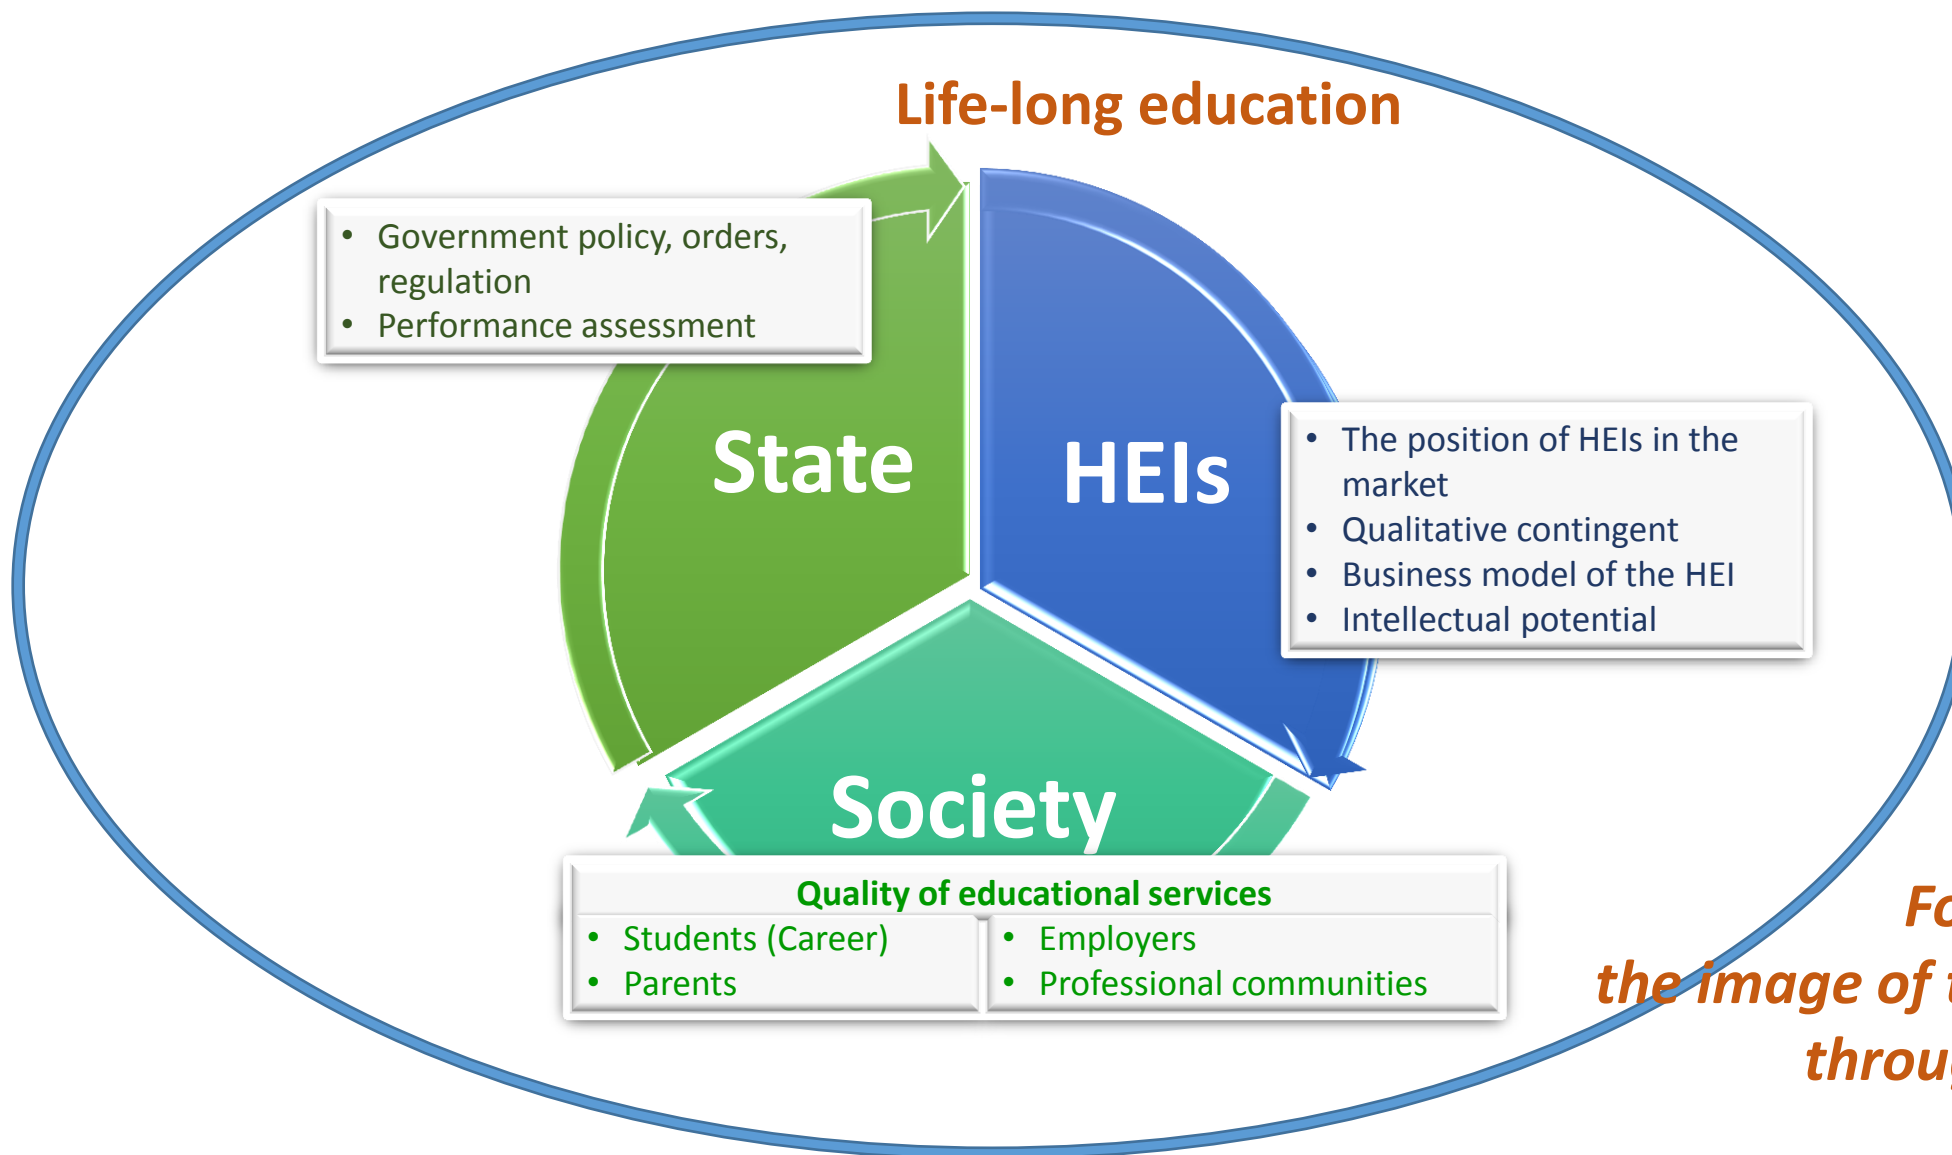 Life-long education
• Government policy, orders,
regulation
• Performance assessment
State
HEIs
• The position of HEIs in the
market
• Qualitative contingent
• Business model of the HEI
• Intellectual potential
Society
Quality of educational services
• Students (Career)
• Parents
• Employers
• Professional communities
the image of